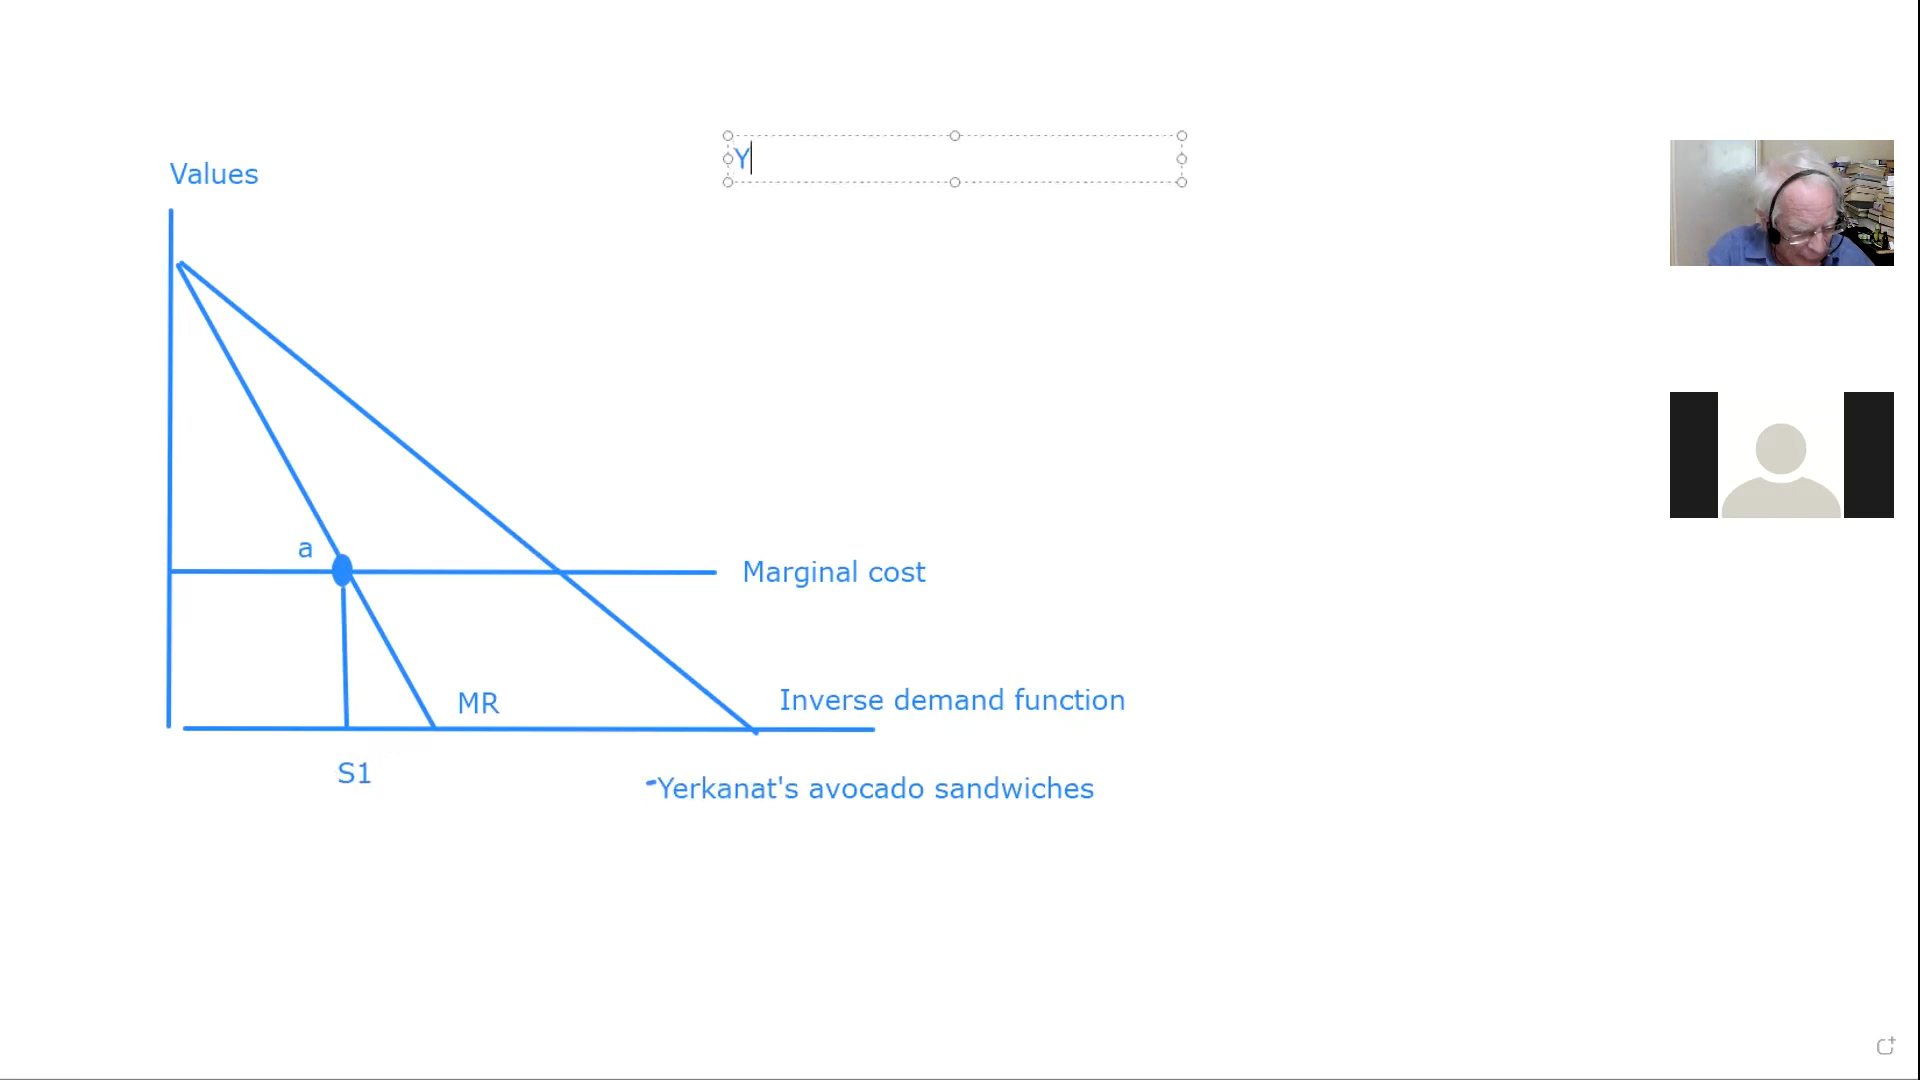 Y
Values
a
Marginal cost
MR
Inverse demand function
S1
Yerkanat's avocado sandwiches